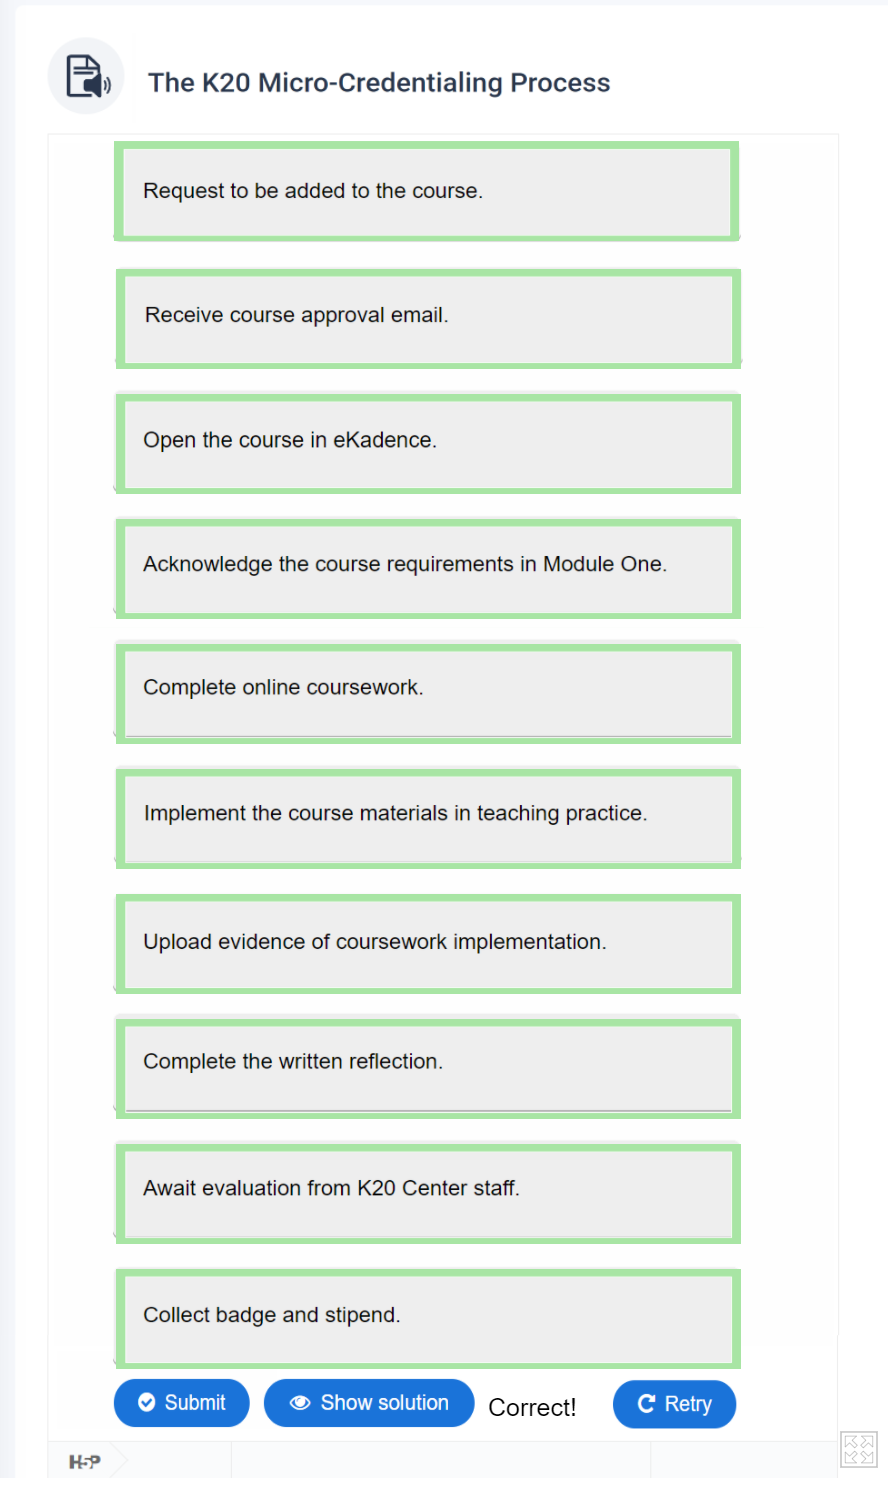 The K20 Micro-Credentialing Process
Request to be added to the course.
Receive course approval email.
Open the course in eKadence.
Acknowledge the course requirements in Module One.
Complete online coursework.
Implement the course materials in teaching practice.
Upload evidence of coursework implementation.
Complete the written reflection.
Await evaluation from K20 Center staff.
Collect badge and stipend.
Submit Show solution Correct! Retry
H5P